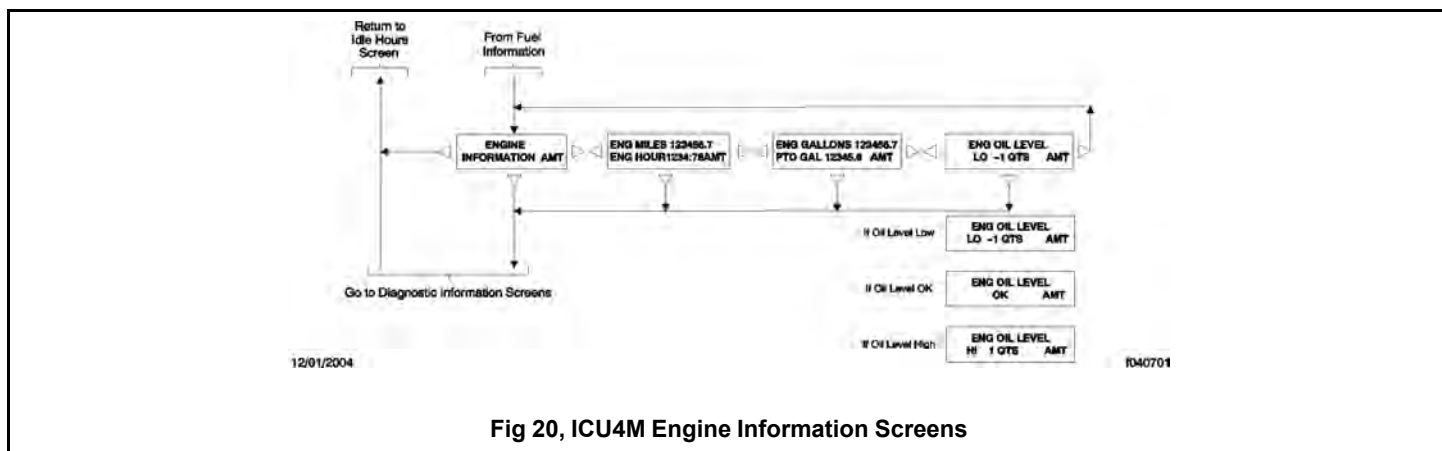 Return to
Idle Hours
Screen
From Fuel
Information
ENGINE
INFORMATION AMT
ENG MILES 123456.7
ENG HOUR1234:78AMT
ENG GALLONS 123456.7
PTO GAL 12345.6 AMT
ENG OIL LEVEL
LO -1 QTS AMT
If Oil Level Low
ENG OIL LEVEL
LO -1 QTS AMT
Go to Diagnostic Information Screens
If Oil Level OK
ENG OIL LEVEL
OK AMT
If Oil Level High
ENG OIL LEVEL
HI 1 QTS AMT
12/01/2004
f040701
Fig 20, ICU4M Engine Information Screens